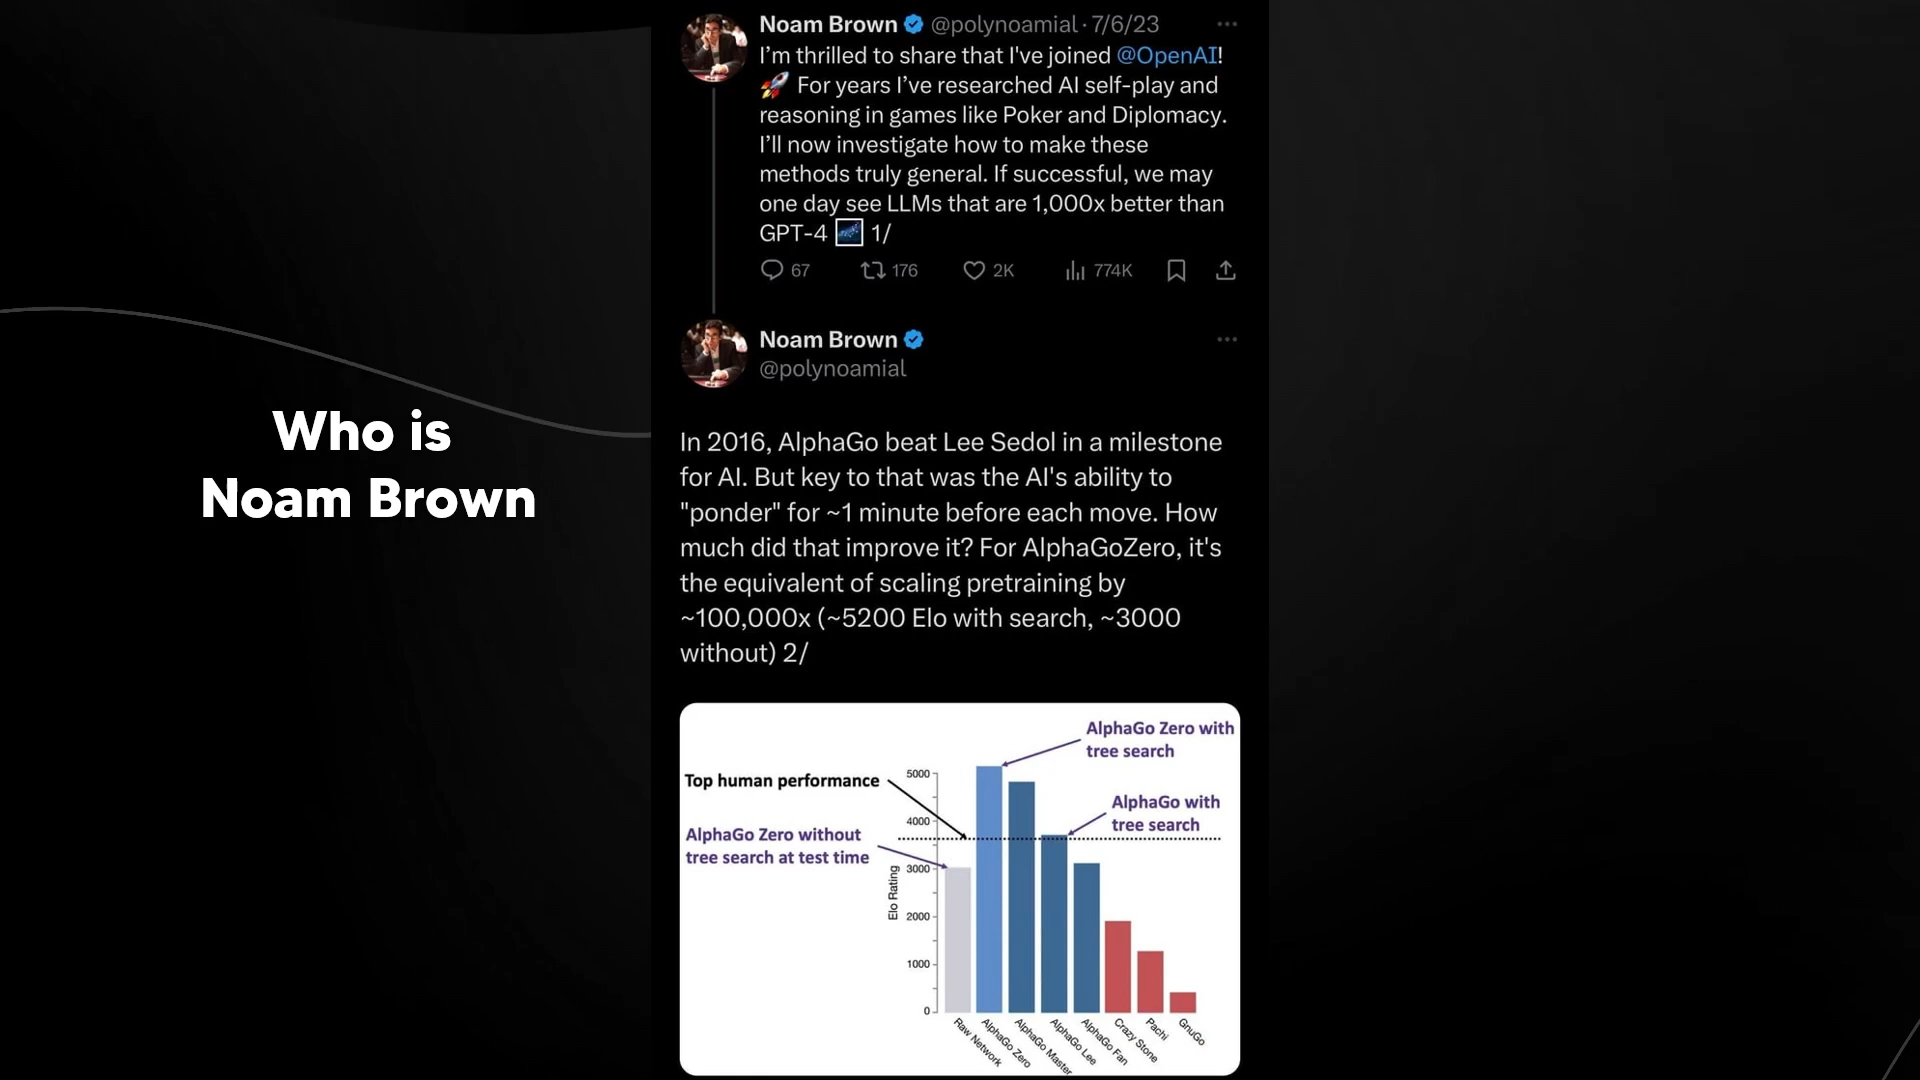 Who is
Noam Brown
Noam Brown @polynoamial · 7/6/23
I’m thrilled to share that I've joined @OpenAI!
🚀 For years I’ve researched AI self-play and
reasoning in games like Poker and Diplomacy.
I’ll now investigate how to make these
methods truly general. If successful, we may
one day see LLMs that are 1,000x better than
GPT-4 🌌 1/
67 176 2K 774K
Noam Brown
@polynoamial
In 2016, AlphaGo beat Lee Sedol in a milestone
for AI. But key to that was the AI's ability to
"ponder" for ~1 minute before each move. How
much did that improve it? For AlphaGoZero, it's
the equivalent of scaling pretraining by
~100,000x (~5200 Elo with search, ~3000
without) 2/
AlphaGo Zero with
tree search
Top human performance
AlphaGo with
tree search
AlphaGo Zero without
tree search at test time
Elo Rating
5000
4000
3000
2000
1000
0
Raw Network
AlphaGo Zero
AlphaGo Master
AlphaGo Lee
AlphaGo Fan
Crazy Stone
Pachi
GnuGo